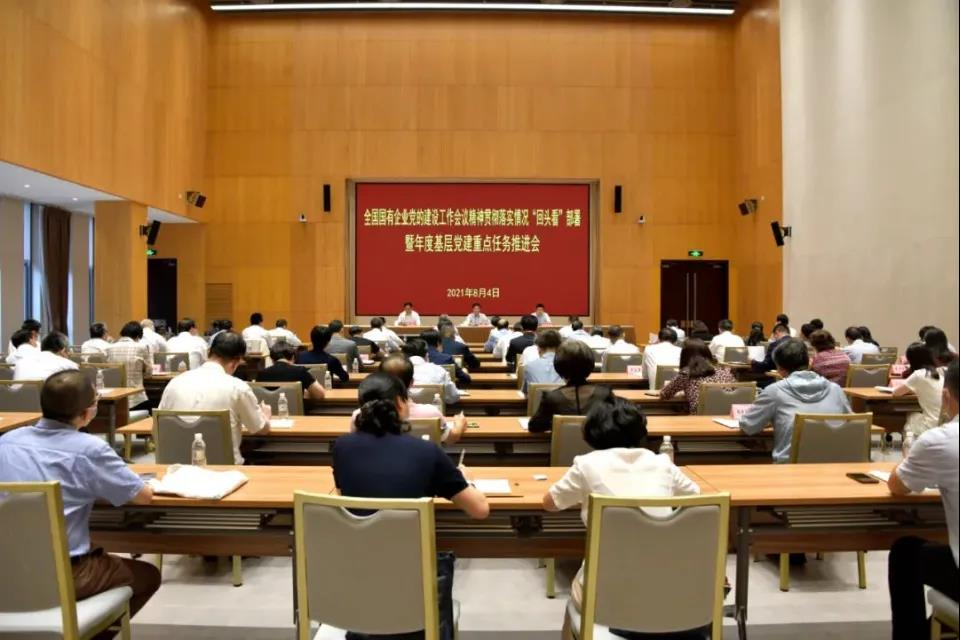 全国国有企业党的建设工作会议精神贯彻落实情况“回头看”部署
暨年度基层党建重点任务推进会
2021年8月4日